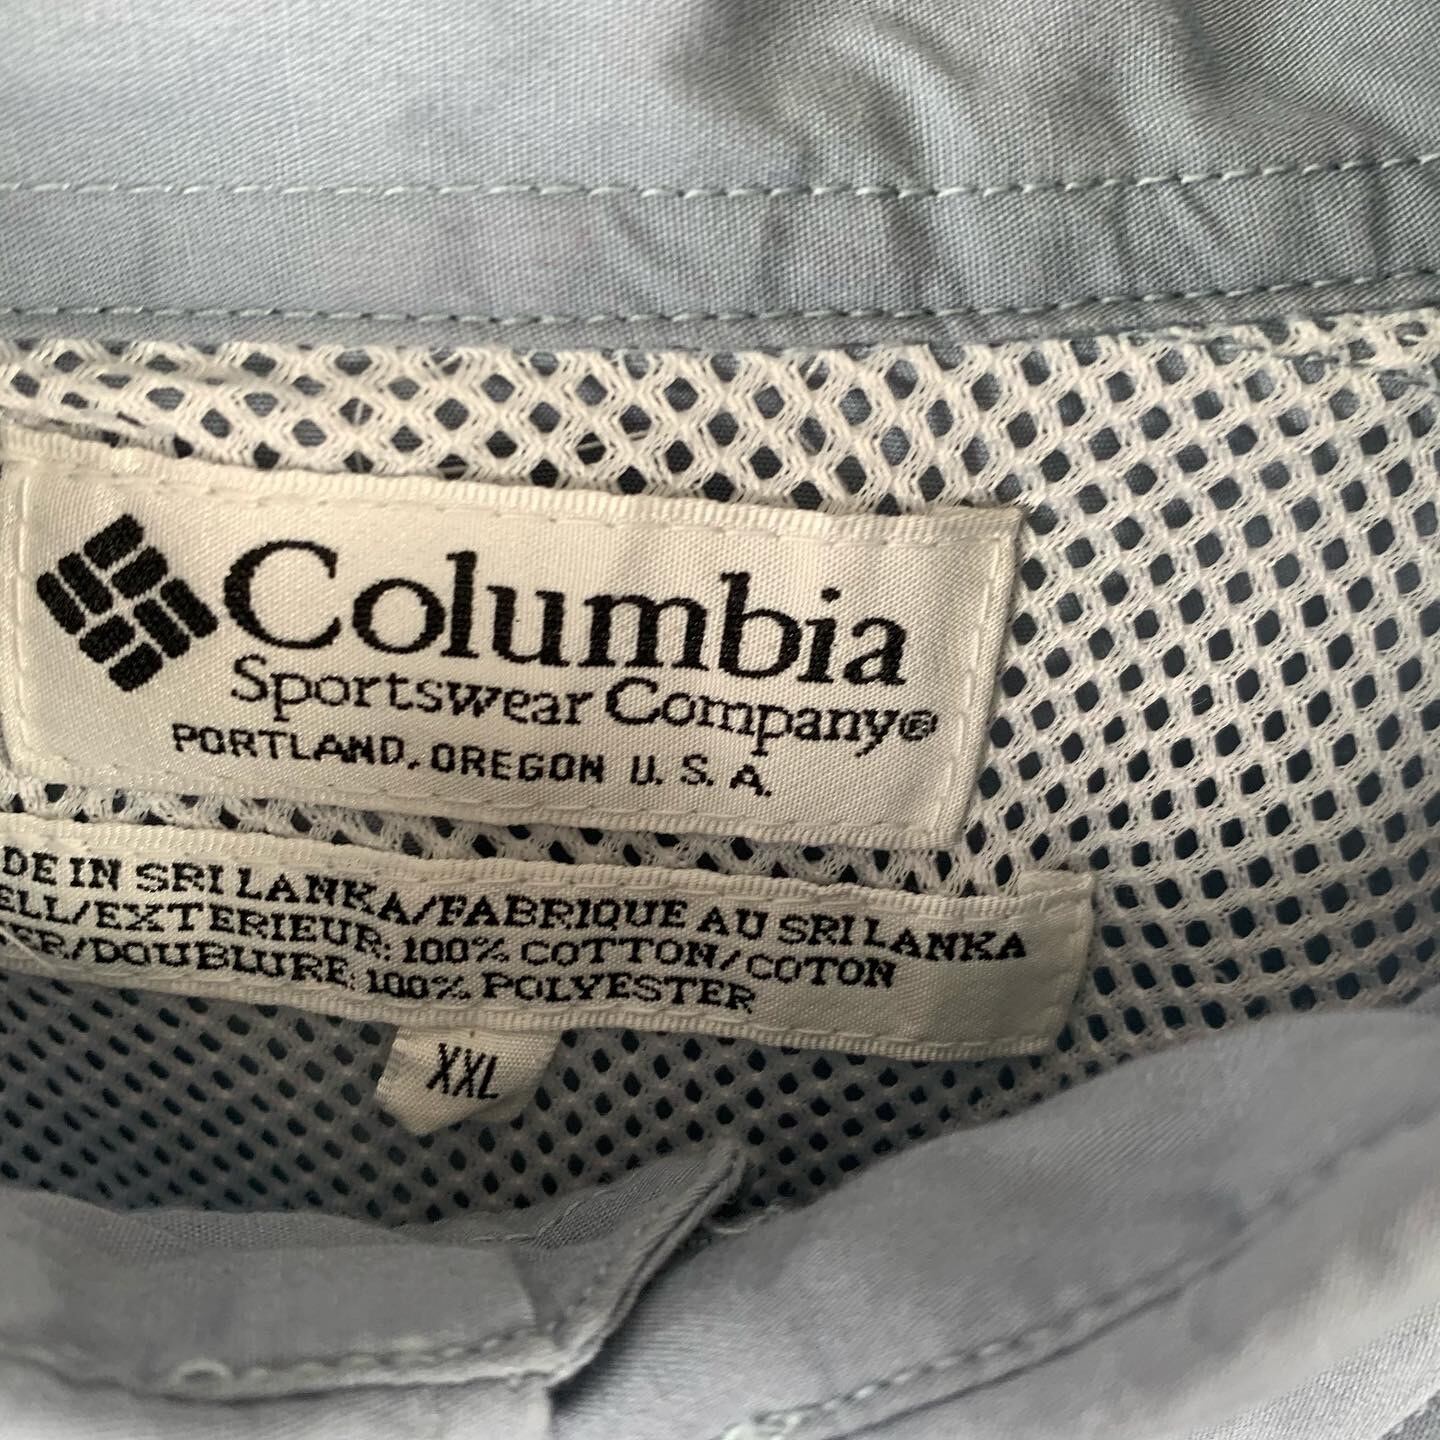 Columbia
Sportswear Company®
PORTLAND, OREGON U.S.A.
DE IN SRI LANKA/FABRIQUE AU SRI LANKA
ELL/EXTERIEUR: 100% COTTON/COTON
ER/DOUBLURE: 100% POLYESTER
XXL